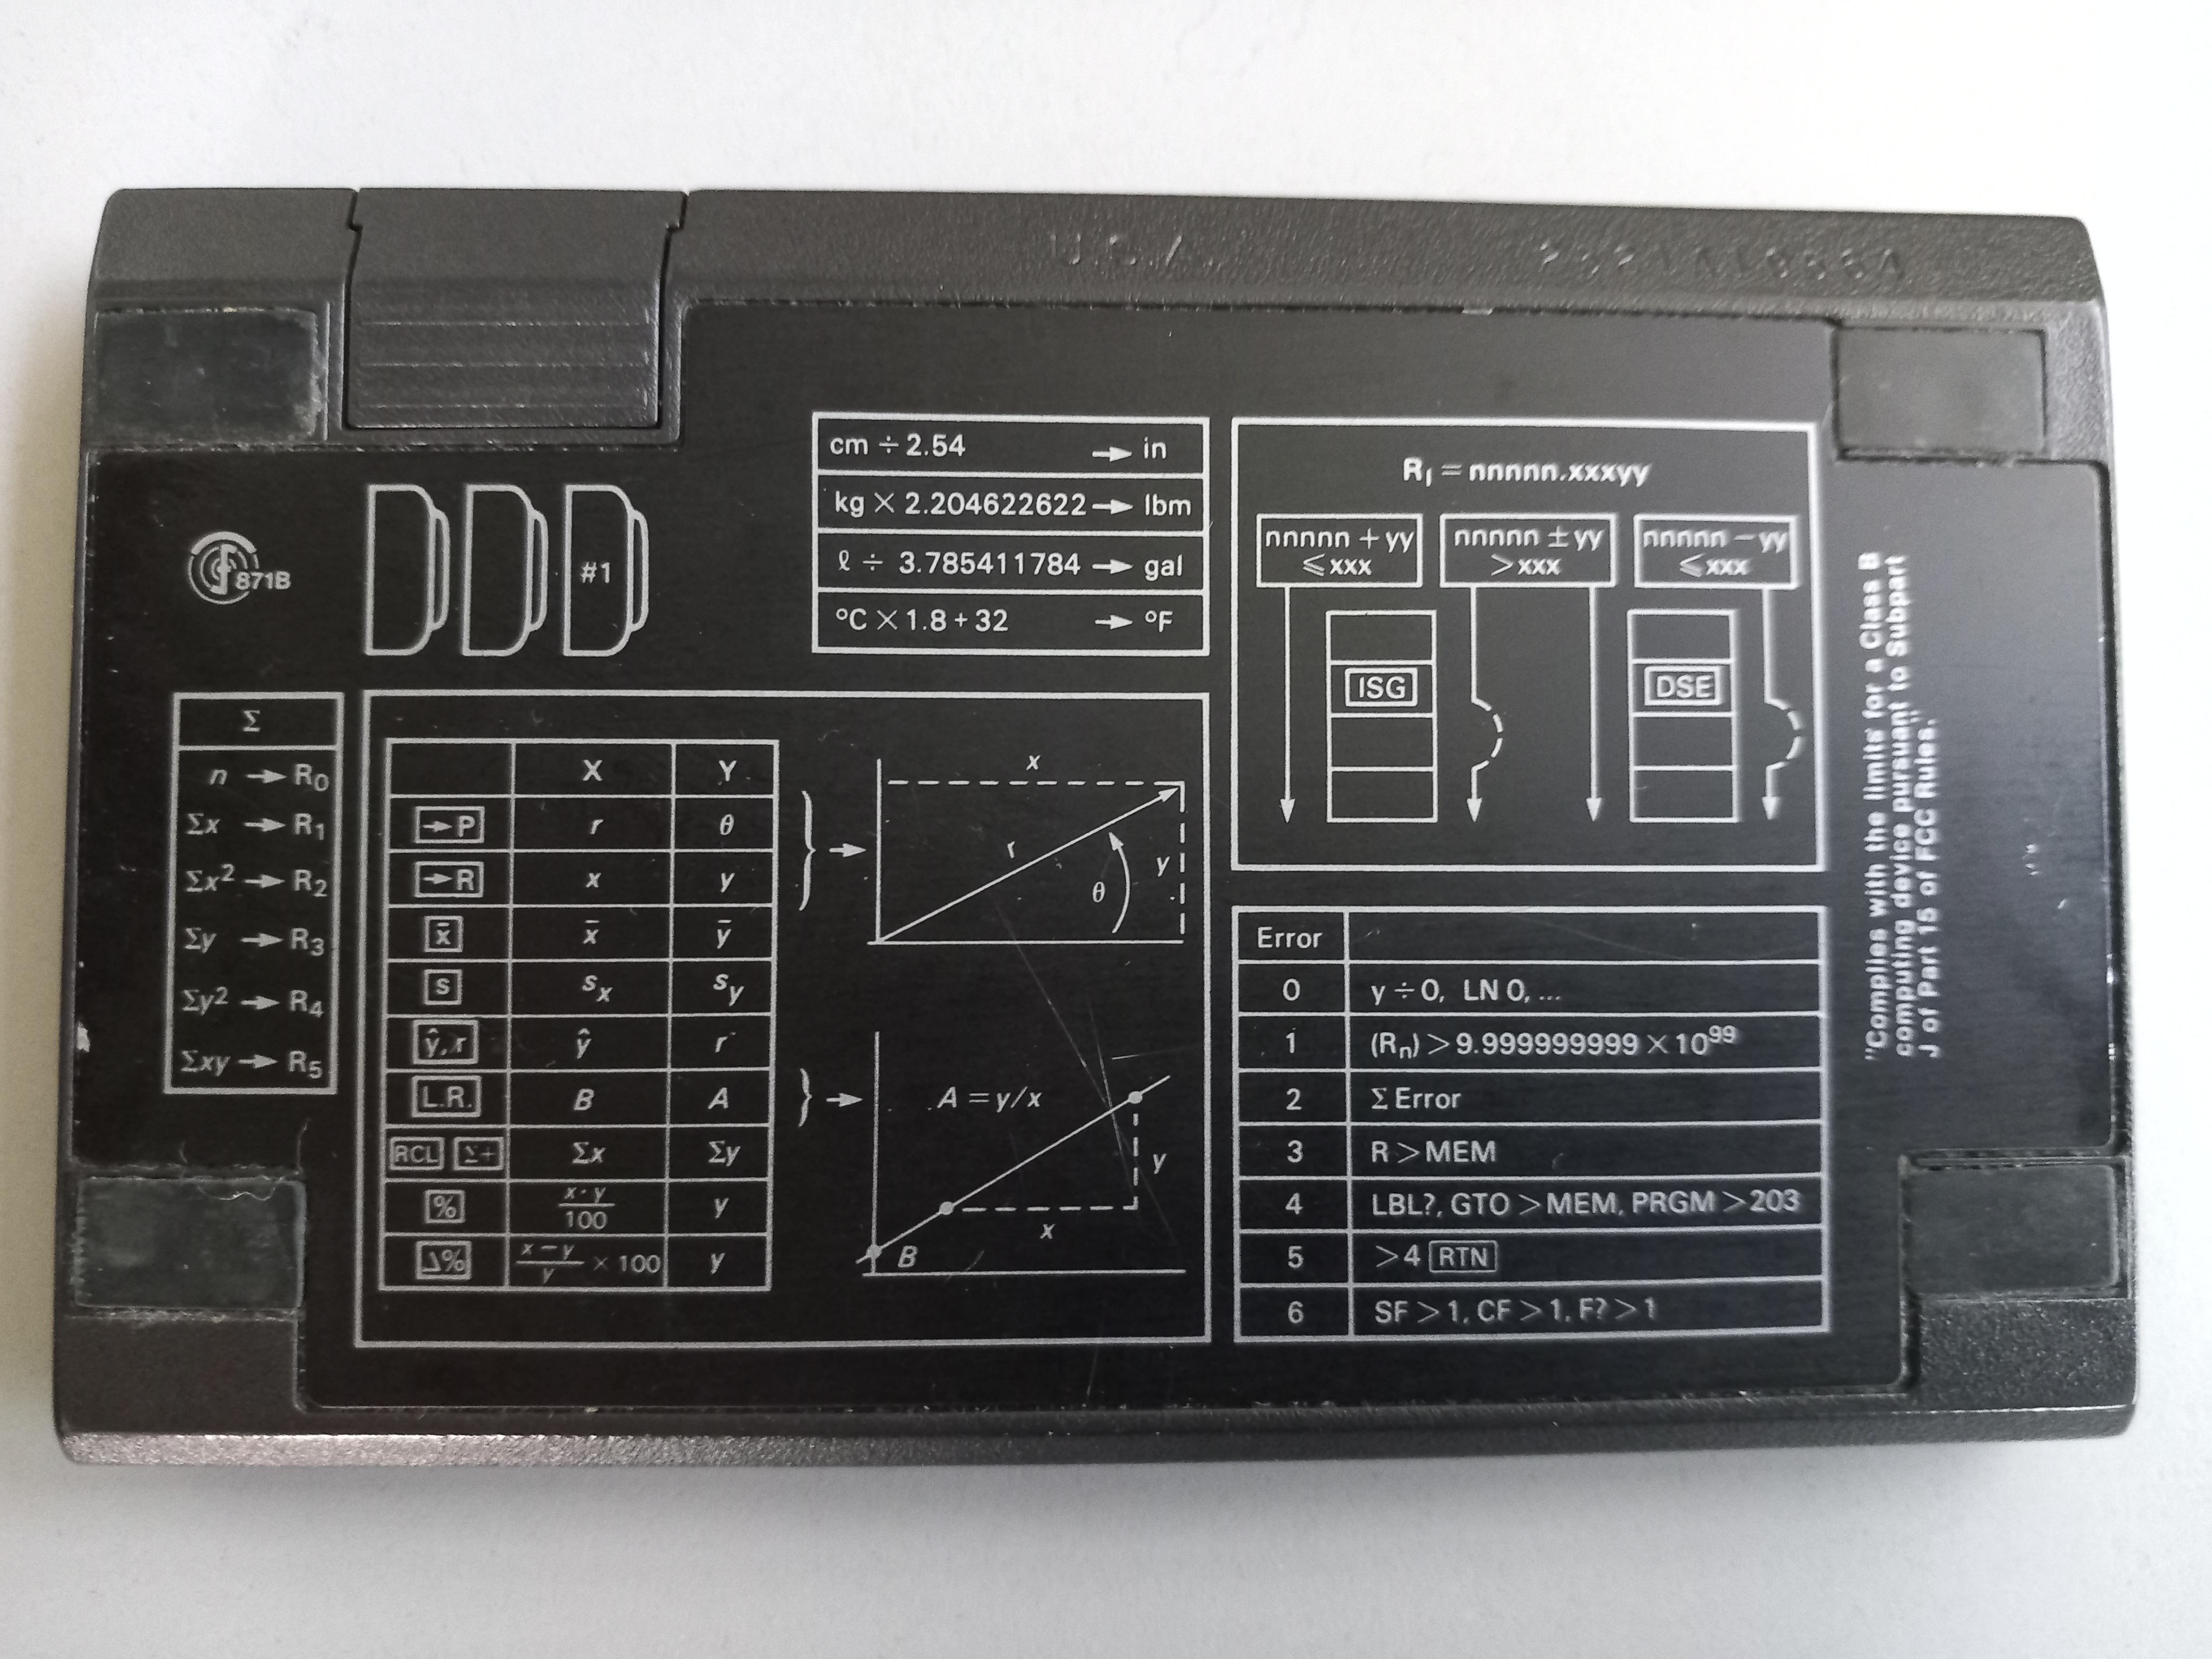 U.S.A.
871B
#1
cm ÷ 2.54 → in
kg × 2.204622622 → lbm
ℓ ÷ 3.785411784 → gal
°C × 1.8 + 32 → °F
R_I = nnnnn.xxxyy
nnnnn + yy
≤ xxx
nnnnn ± yy
> xxx
nnnnn − yy
≤ xxx
ISG
DSE
"Complies with the limits for a Class B
computing device pursuant to Subpart
J of Part 15 of FCC Rules."
Σ
n → R₀
Σx → R₁
Σx² → R₂
Σy → R₃
Σy² → R₄
Σxy → R₅
X Y
→P r θ
→R x y
x̄ x̄ ȳ
s sₓ s_y
ŷ,r ŷ r
L.R. B A
RCL Σ+ Σx Σy
% x·y/100 y
Δ% (x−y)/y × 100 y
x
r
θ
y
A = y/x
y
x
B
Error
0 y ÷ 0, LN 0, ...
1 (Rₙ) > 9.999999999 × 10⁹⁹
2 Σ Error
3 R > MEM
4 LBL?, GTO > MEM, PRGM > 203
5 > 4 RTN
6 SF > 1, CF > 1, F? > 1